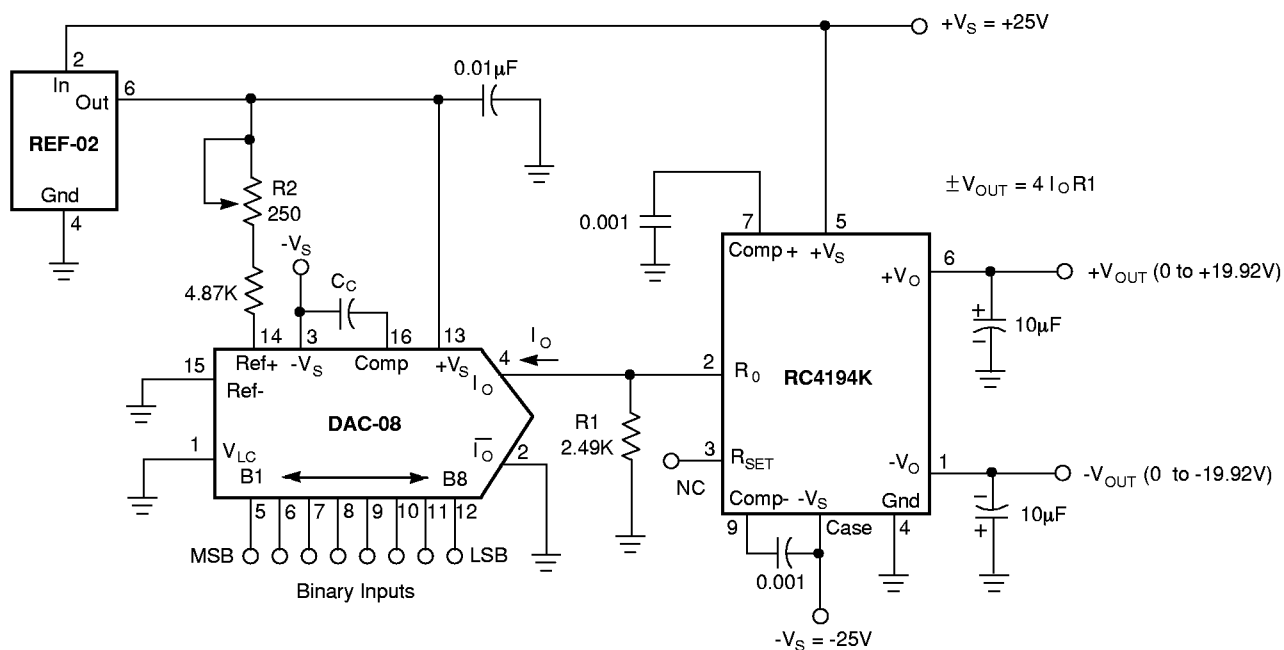 +VS = +25V
2
In
Out
6
REF-02
Gnd
4
0.01μF
R2
250
4.87K
-VS
CC
14
3
16
13
Ref+
-VS
Comp
+VS
15
Ref-
DAC-08
1
VLC
B1
B8
4
IO
IO
IO
2
5
6
7
8
9
10
11
12
MSB
LSB
Binary Inputs
R1
2.49K
±VOUT = 4 IO R1
0.001
7
5
Comp +
+VS
+VO
6
+VOUT (0 to +19.92V)
10μF
+
−
2
R0
RC4194K
3
RSET
NC
-VO
1
-VOUT (0 to -19.92V)
−
+
10μF
Comp-
-VS
Gnd
9
Case
4
0.001
-VS = -25V